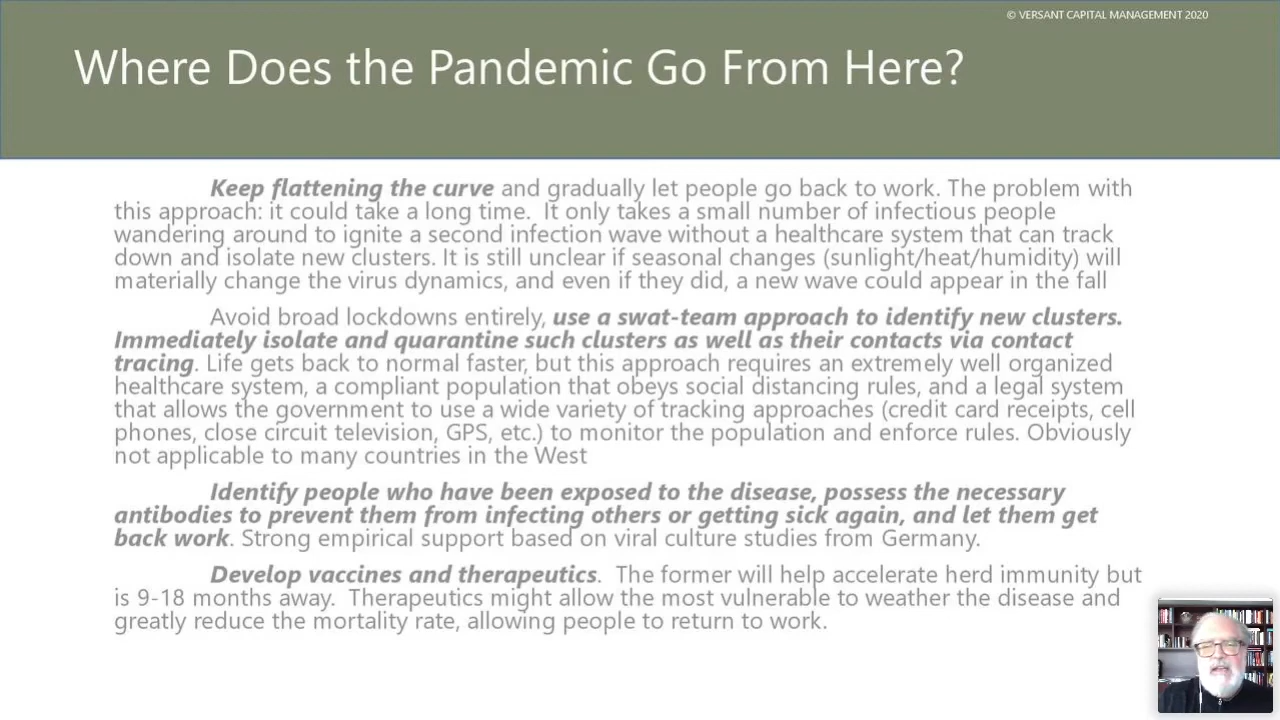 © VERSANT CAPITAL MANAGEMENT 2020
Where Does the Pandemic Go From Here?
Keep flattening the curve and gradually let people go back to work. The problem with
this approach: it could take a long time.  It only takes a small number of infectious people
wandering around to ignite a second infection wave without a healthcare system that can track
down and isolate new clusters. It is still unclear if seasonal changes (sunlight/heat/humidity) will
materially change the virus dynamics, and even if they did, a new wave could appear in the fall
Avoid broad lockdowns entirely, use a swat-team approach to identify new clusters.
Immediately isolate and quarantine such clusters as well as their contacts via contact
tracing. Life gets back to normal faster, but this approach requires an extremely well organized
healthcare system, a compliant population that obeys social distancing rules, and a legal system
that allows the government to use a wide variety of tracking approaches (credit card receipts, cell
phones, close circuit television, GPS, etc.) to monitor the population and enforce rules. Obviously
not applicable to many countries in the West
Identify people who have been exposed to the disease, possess the necessary
antibodies to prevent them from infecting others or getting sick again, and let them get
back work. Strong empirical support based on viral culture studies from Germany.
Develop vaccines and therapeutics.  The former will help accelerate herd immunity but
is 9-18 months away.  Therapeutics might allow the most vulnerable to weather the disease and
greatly reduce the mortality rate, allowing people to return to work.